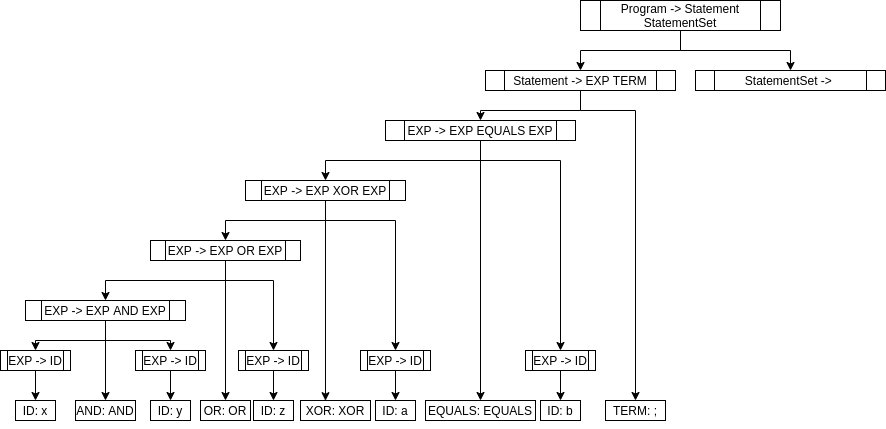 Program -> Statement
StatementSet
Statement -> EXP TERM
StatementSet ->
EXP -> EXP EQUALS EXP
EXP -> EXP XOR EXP
EXP -> EXP OR EXP
EXP -> EXP AND EXP
EXP -> ID
EXP -> ID
EXP -> ID
EXP -> ID
EXP -> ID
ID: x
AND: AND
ID: y
OR: OR
ID: z
XOR: XOR
ID: a
EQUALS: EQUALS
ID: b
TERM: ;